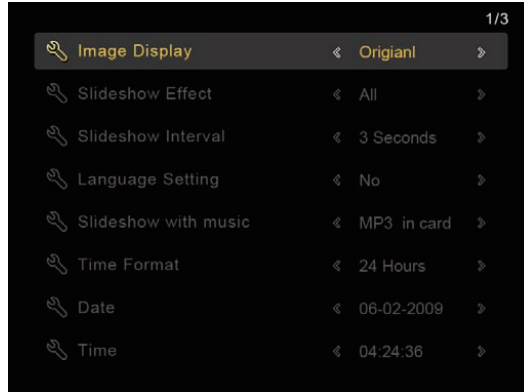 1/3
Image Display « Origianl »
Slideshow Effect « All »
Slideshow Interval « 3 Seconds »
Language Setting « No »
Slideshow with music « MP3 in card »
Time Format « 24 Hours »
Date « 06-02-2009 »
Time « 04:24:36 »